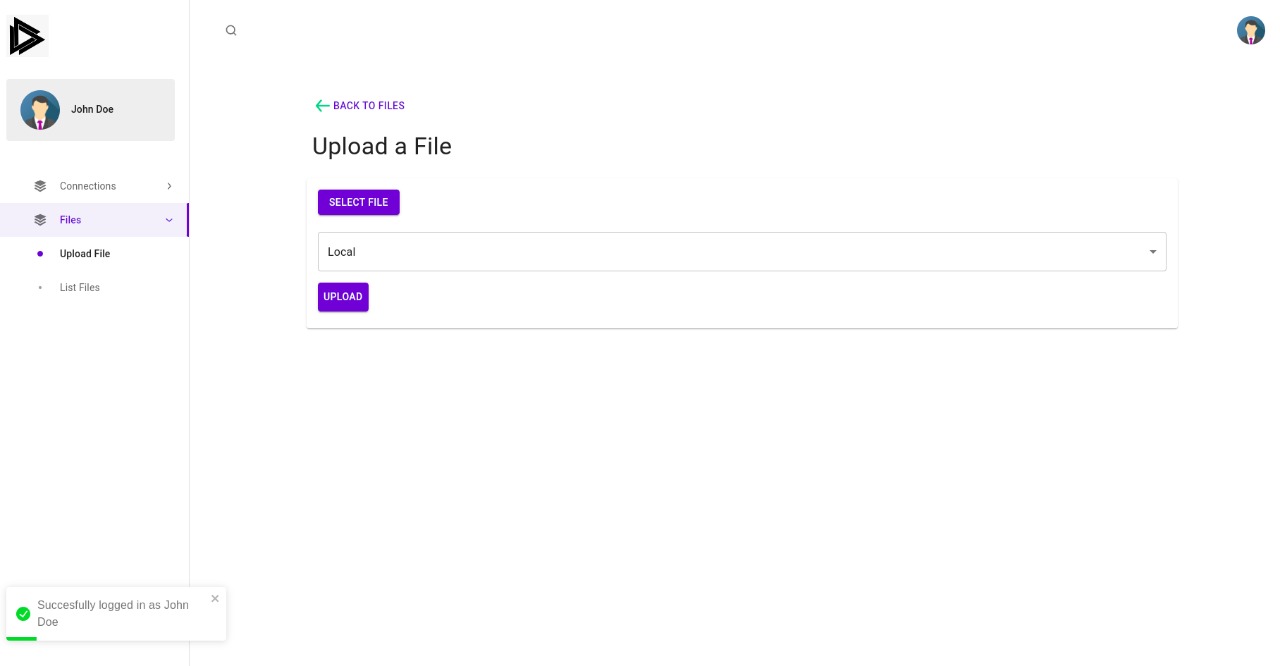 John Doe
Connections
Files
Upload File
List Files
BACK TO FILES
Upload a File
SELECT FILE
Local
UPLOAD
Succesfully logged in as John
Doe